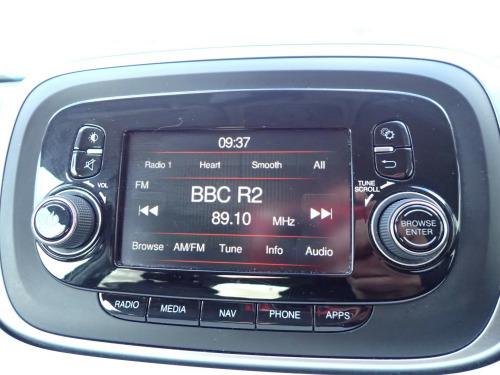 09:37
Radio 1 Heart Smooth All
FM
BBC R2
89.10 MHz
Browse AM/FM Tune Info Audio
VOL
TUNE
SCROLL
BROWSE
ENTER
RADIO MEDIA NAV PHONE APPS